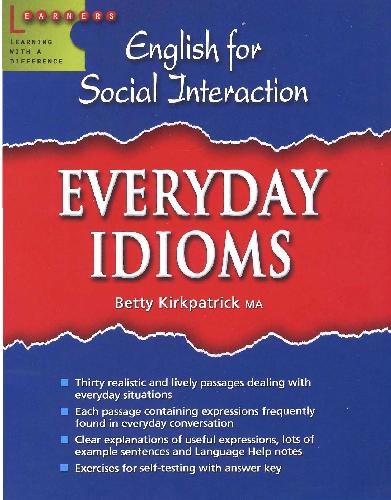 LEARNERS
LEARNING
WITH A
DIFFERENCE
English for
Social Interaction
EVERYDAY
IDIOMS
Betty Kirkpatrick MA
Thirty realistic and lively passages dealing with
everyday situations
Each passage containing expressions frequently
found in everyday conversation
Clear explanations of useful expressions, lots of
example sentences and Language Help notes
Exercises for self-testing with answer key